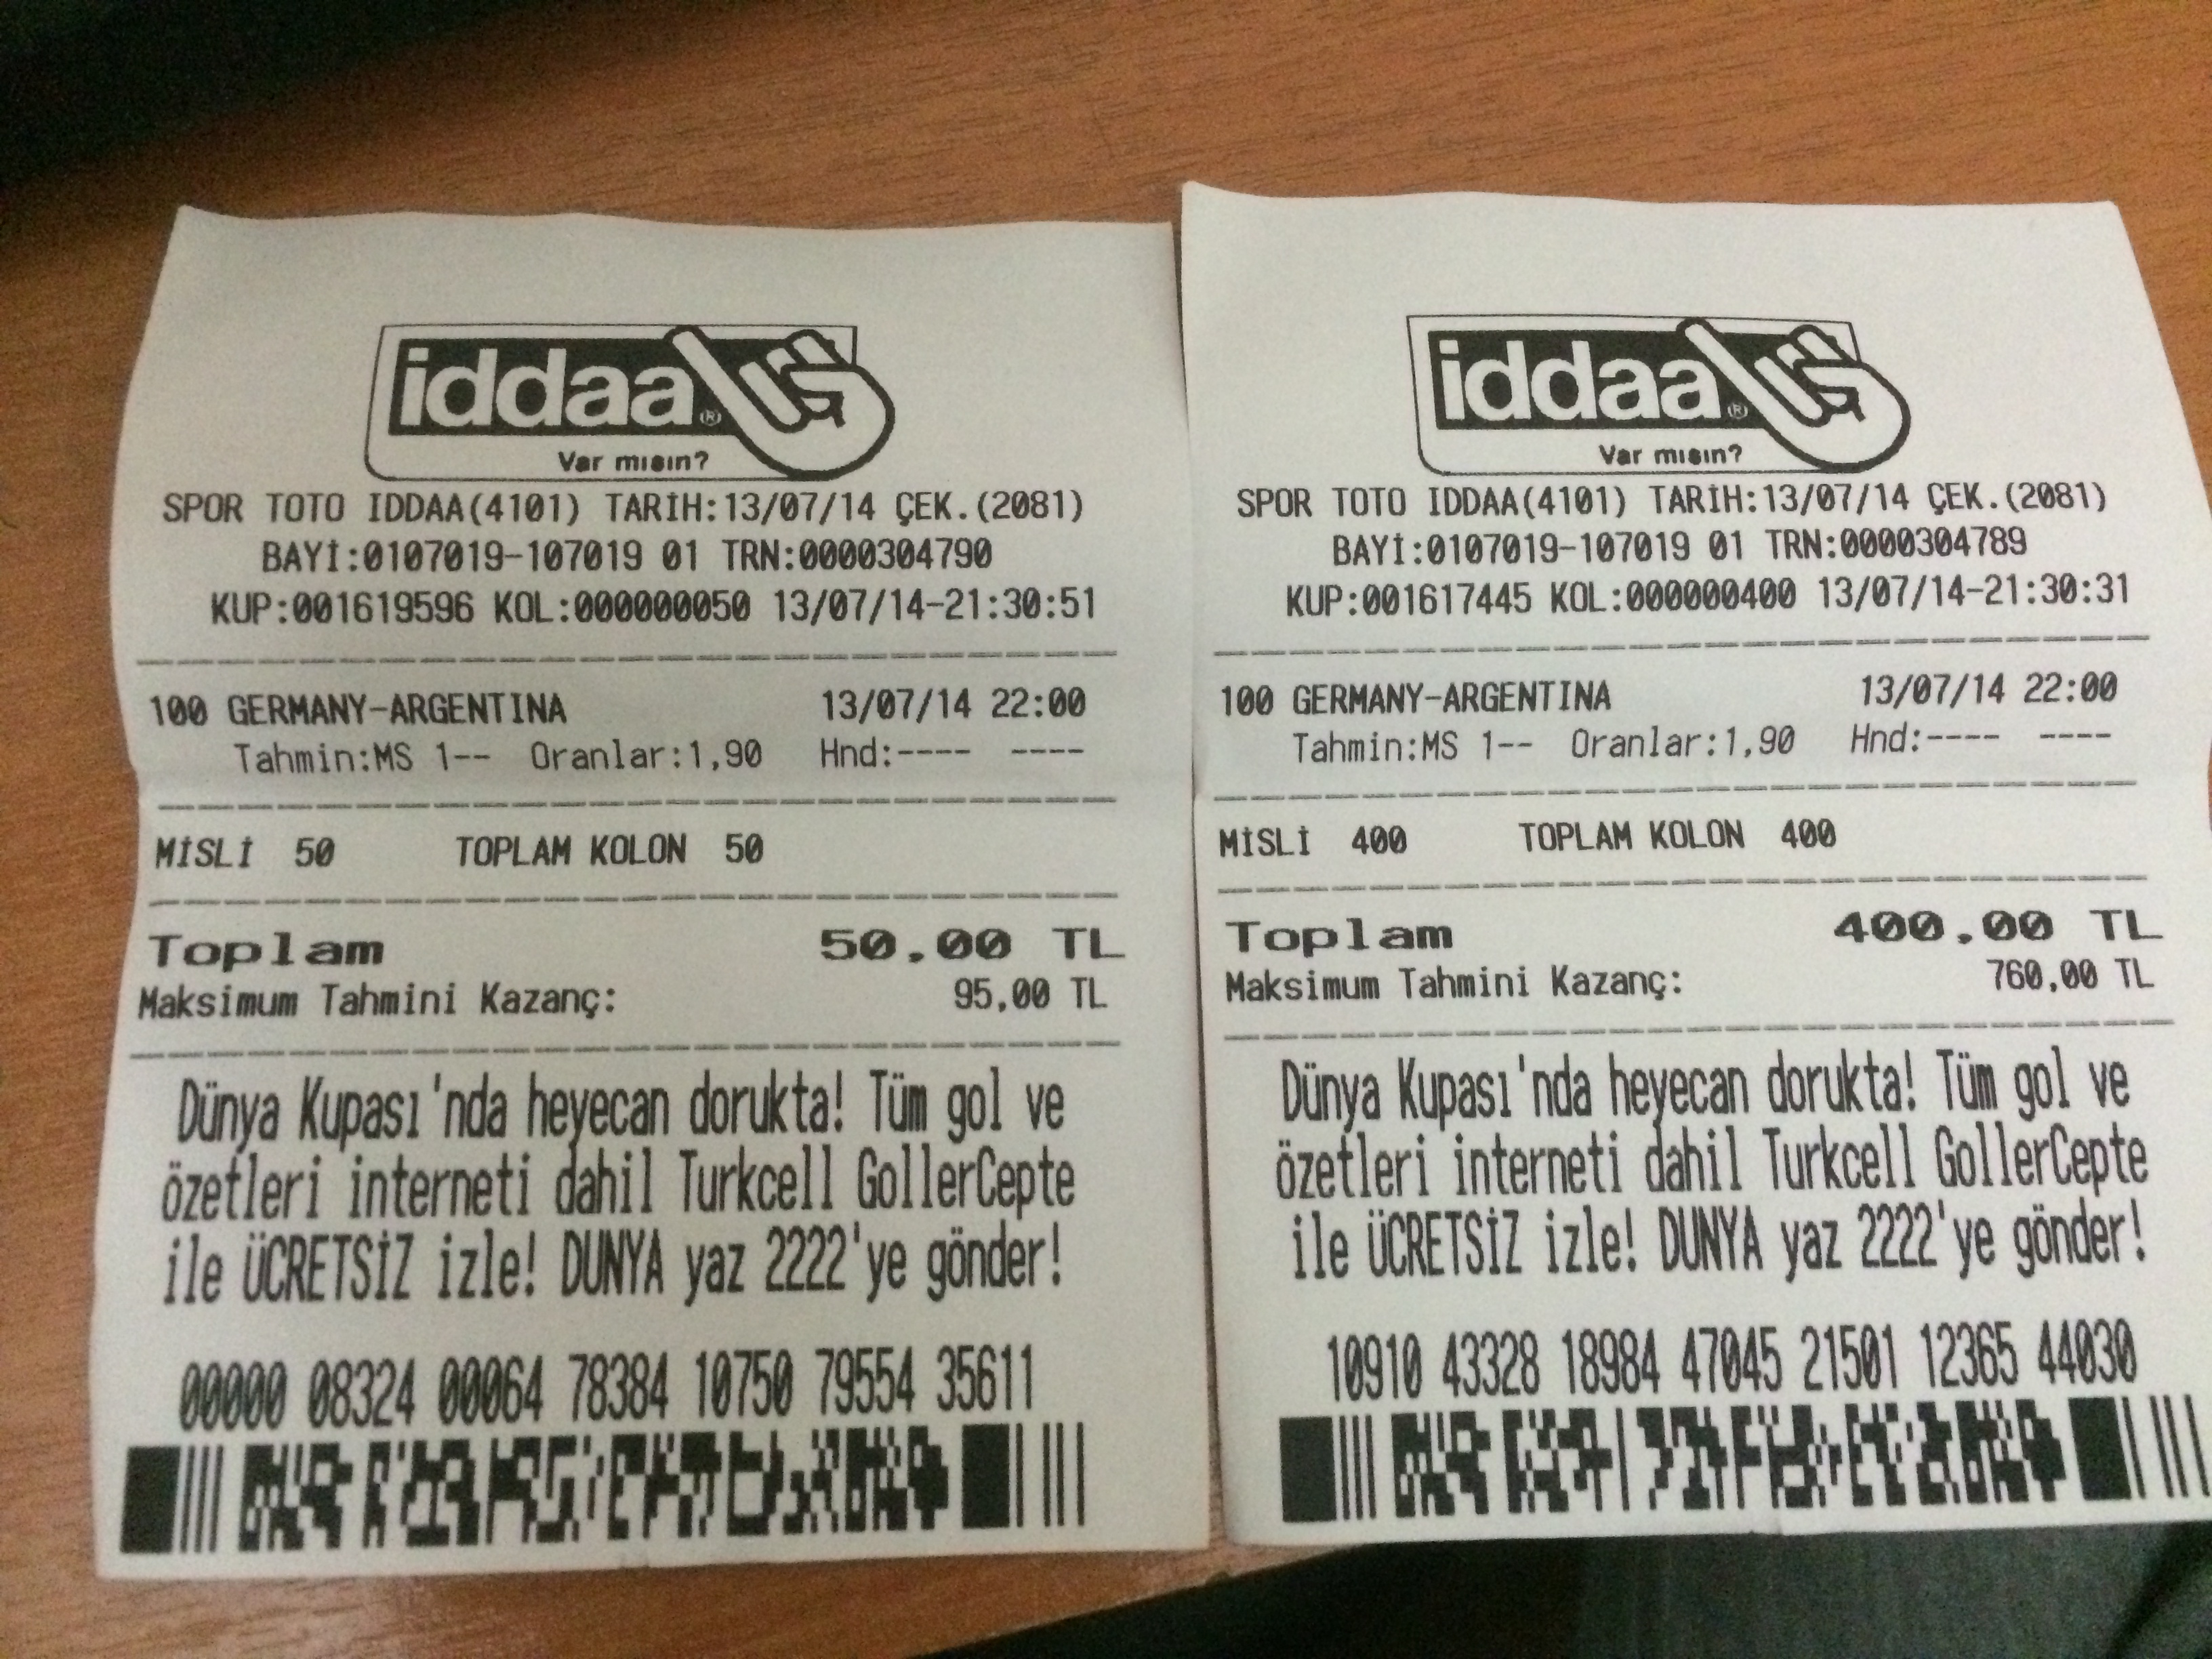 iddaa®
Var mısın?
SPOR TOTO IDDAA(4101) TARİH:13/07/14 ÇEK.(2081)
BAYİ:0107019-107019 01 TRN:0000304790
KUP:001619596 KOL:000000050 13/07/14-21:30:51
100 GERMANY-ARGENTINA 13/07/14 22:00
Tahmin:MS 1-- Oranlar:1,90 Hnd:---- ----
MİSLİ 50 TOPLAM KOLON 50
Toplam 50.00 TL
Maksimum Tahmini Kazanç: 95,00 TL
Dünya Kupası'nda heyecan dorukta! Tüm gol ve
özetleri interneti dahil Turkcell GollerCepte
ile ÜCRETSİZ izle! DUNYA yaz 2222'ye gönder!
00000 08324 00064 78384 10750 79554 35611
iddaa®
Var mısın?
SPOR TOTO IDDAA(4101) TARİH:13/07/14 ÇEK.(2081)
BAYİ:0107019-107019 01 TRN:0000304789
KUP:001617445 KOL:000000400 13/07/14-21:30:31
100 GERMANY-ARGENTINA 13/07/14 22:00
Tahmin:MS 1-- Oranlar:1,90 Hnd:---- ----
MİSLİ 400 TOPLAM KOLON 400
Toplam 400.00 TL
Maksimum Tahmini Kazanç: 760,00 TL
Dünya Kupası'nda heyecan dorukta! Tüm gol ve
özetleri interneti dahil Turkcell GollerCepte
ile ÜCRETSİZ izle! DUNYA yaz 2222'ye gönder!
10910 43328 18984 47045 21501 12365 44030